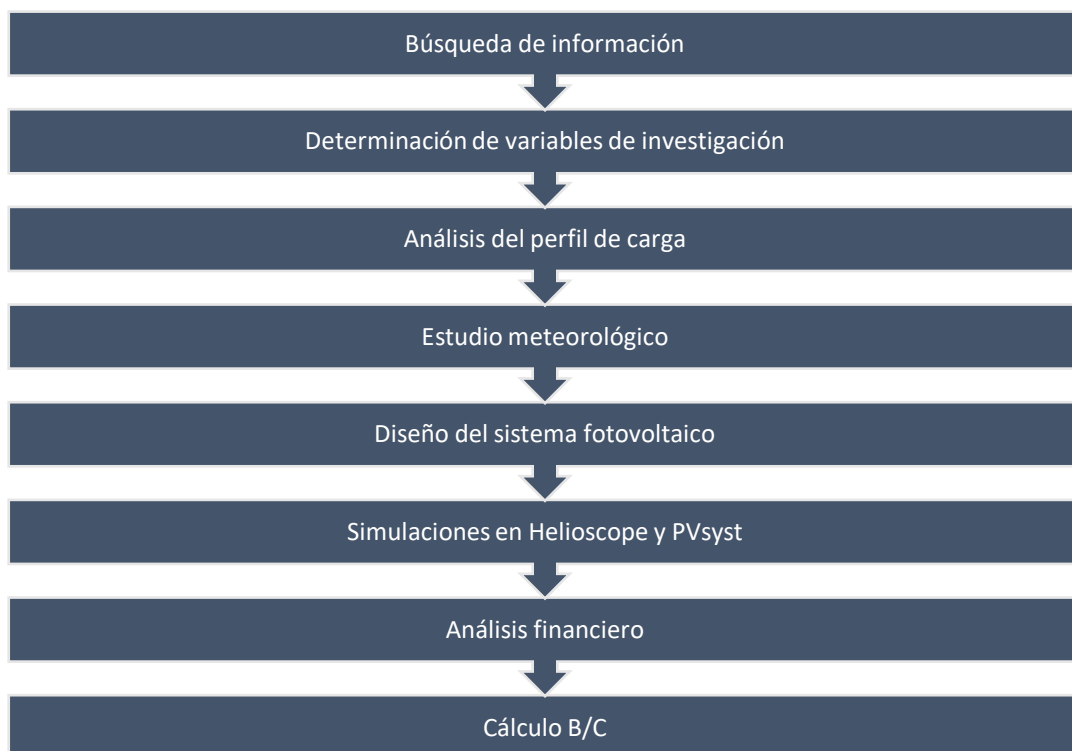 Búsqueda de información
Determinación de variables de investigación
Análisis del perfil de carga
Estudio meteorológico
Diseño del sistema fotovoltaico
Simulaciones en Helioscope y PVsyst
Análisis financiero
Cálculo B/C